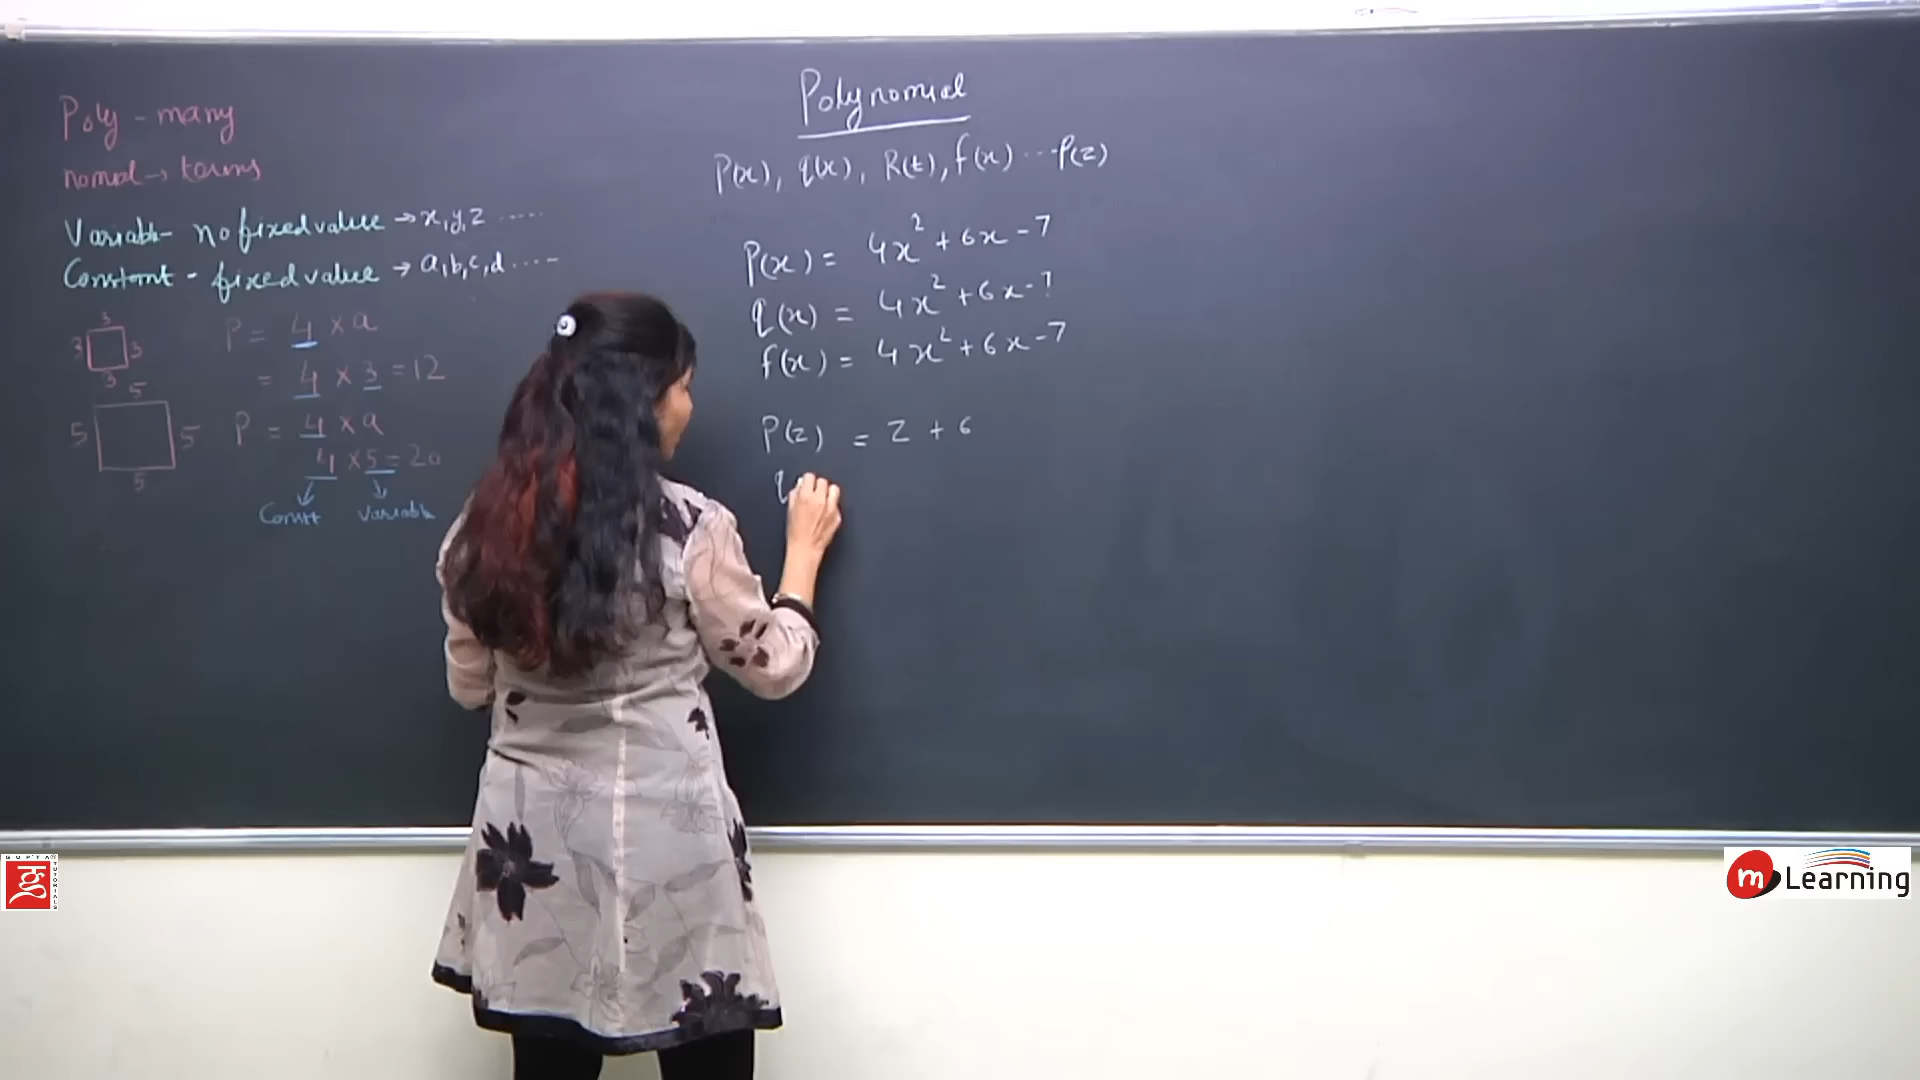 Polynomial
Poly - many
nomial → terms
Variable - no fixed value → x, y, z .....
Constant - fixed value → a, b, c, d .....
3
3 3
3
P = 4 × a
= 4 × 3 = 12
5
5 5
5
P = 4 × a
4 × 5 = 20
Const Variable
P(x), q(x), R(t), f(x) ... P(z)
P(x) = 4x² + 6x - 7
q(x) = 4x² + 6x - 7
f(x) = 4x² + 6x - 7
P(z) = z + 6
q
GUPTA TUTORIALS
ग
m Learning